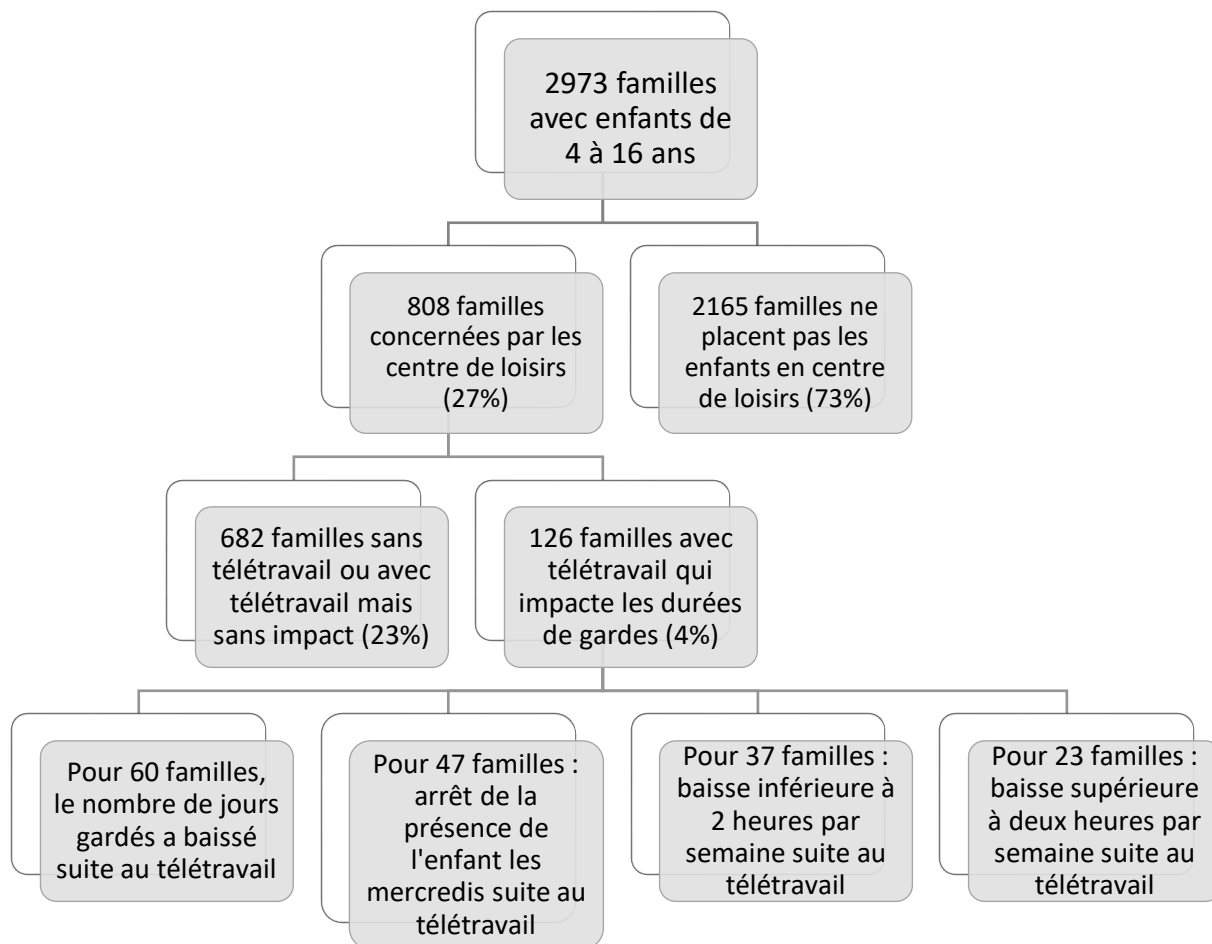 2973 familles
avec enfants de
4 à 16 ans
808 familles
concernées par les
centre de loisirs
(27%)
2165 familles ne
placent pas les
enfants en centre
de loisirs (73%)
682 familles sans
télétravail ou avec
télétravail mais
sans impact (23%)
126 familles avec
télétravail qui
impacte les durées
de gardes (4%)
Pour 60 familles,
le nombre de jours
gardés a baissé
suite au télétravail
Pour 47 familles :
arrêt de la
présence de
l'enfant les
mercredis suite au
télétravail
Pour 37 familles :
baisse inférieure à
2 heures par
semaine suite au
télétravail
Pour 23 familles :
baisse supérieure
à deux heures par
semaine suite au
télétravail